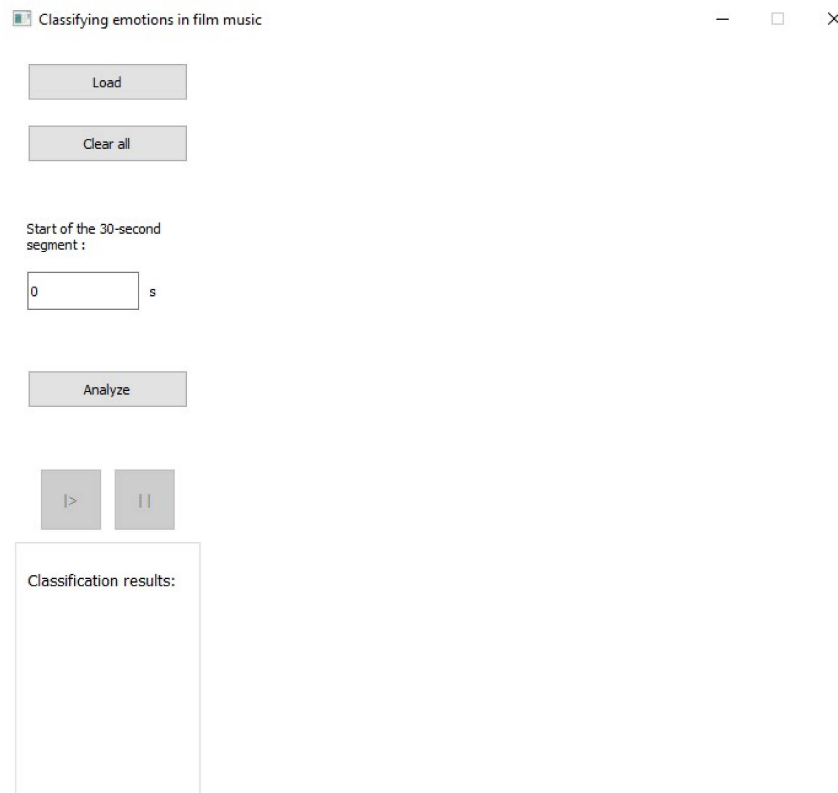 Classifying emotions in film music
Load
Clear all
Start of the 30-second
segment :
0 s
Analyze
|> ||
Classification results: